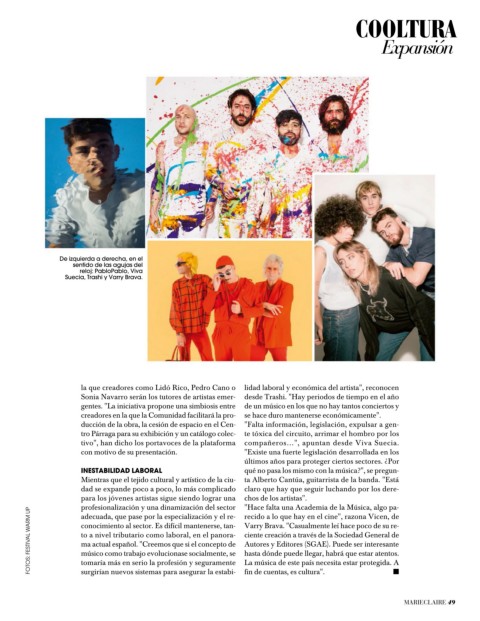 COOLTURA
Expansión
De izquierda a derecha, en el
sentido de las agujas del
reloj: PabloPablo, Viva
Suecia, Trashi y Varry Brava.
la que creadores como Lidó Rico, Pedro Cano o
Sonia Navarro serán los tutores de artistas emer-
gentes. "La iniciativa propone una simbiosis entre
creadores en la que la Comunidad facilitará la pro-
ducción de la obra, la cesión de espacio en el Cen-
tro Párraga para su exhibición y un catálogo colec-
tivo", han dicho los portavoces de la plataforma
con motivo de su presentación.
INESTABILIDAD LABORAL
Mientras que el tejido cultural y artístico de la ciu-
dad se expande poco a poco, lo más complicado
para los jóvenes artistas sigue siendo lograr una
profesionalización y una dinamización del sector
adecuada, que pase por la especialización y el re-
conocimiento al sector. Es difícil mantenerse, tan-
to a nivel tributario como laboral, en el panora-
ma actual español. "Creemos que si el concepto de
músico como trabajo evolucionase socialmente, se
tomaría más en serio la profesión y seguramente
surgirían nuevos sistemas para asegurar la estabi-
lidad laboral y económica del artista", reconocen
desde Trashi. "Hay periodos de tiempo en el año
de un músico en los que no hay tantos conciertos y
se hace duro mantenerse económicamente".
"Falta información, legislación, expulsar a gen-
te tóxica del circuito, arrimar el hombro por los
compañeros...", apuntan desde Viva Suecia.
"Existe una fuerte legislación desarrollada en los
últimos años para proteger ciertos sectores. ¿Por
qué no pasa los mismo con la música?", se pregun-
ta Alberto Cantúa, guitarrista de la banda. "Está
claro que hay que seguir luchando por los dere-
chos de los artistas".
"Hace falta una Academia de la Música, algo pa-
recido a lo que hay en el cine", razona Vicen, de
Varry Brava. "Casualmente leí hace poco de su re-
ciente creación a través de la Sociedad General de
Autores y Editores (SGAE). Puede ser interesante
hasta dónde puede llegar, habrá que estar atentos.
La música de este país necesita estar protegida. A
fin de cuentas, es cultura".
FOTOS: FESTIVAL WARM UP
MARIECLAIRE 49